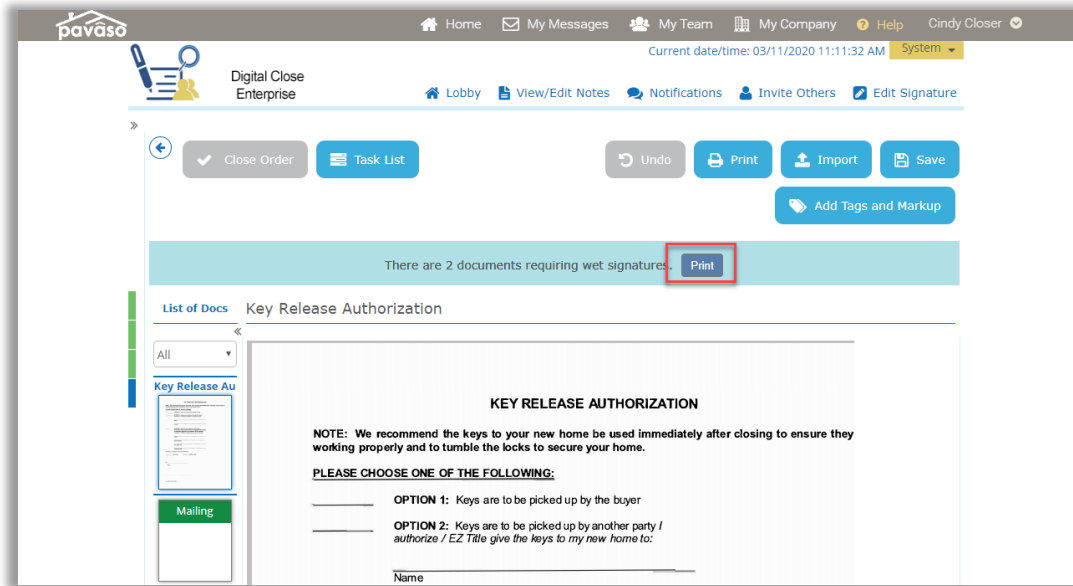 pavaso
Home My Messages My Team My Company Help Cindy Closer
Current date/time: 03/11/2020 11:11:32 AM System
Digital Close
Enterprise
Lobby View/Edit Notes Notifications Invite Others Edit Signature
Close Order Task List Undo Print Import Save
Add Tags and Markup
There are 2 documents requiring wet signatures. Print
List of Docs Key Release Authorization
All
Key Release Au
Mailing
KEY RELEASE AUTHORIZATION
NOTE: We recommend the keys to your new home be used immediately after closing to ensure they
working properly and to tumble the locks to secure your home.
PLEASE CHOOSE ONE OF THE FOLLOWING:
OPTION 1: Keys are to be picked up by the buyer
OPTION 2: Keys are to be picked up by another party I
authorize / EZ Title give the keys to my new home to:
Name